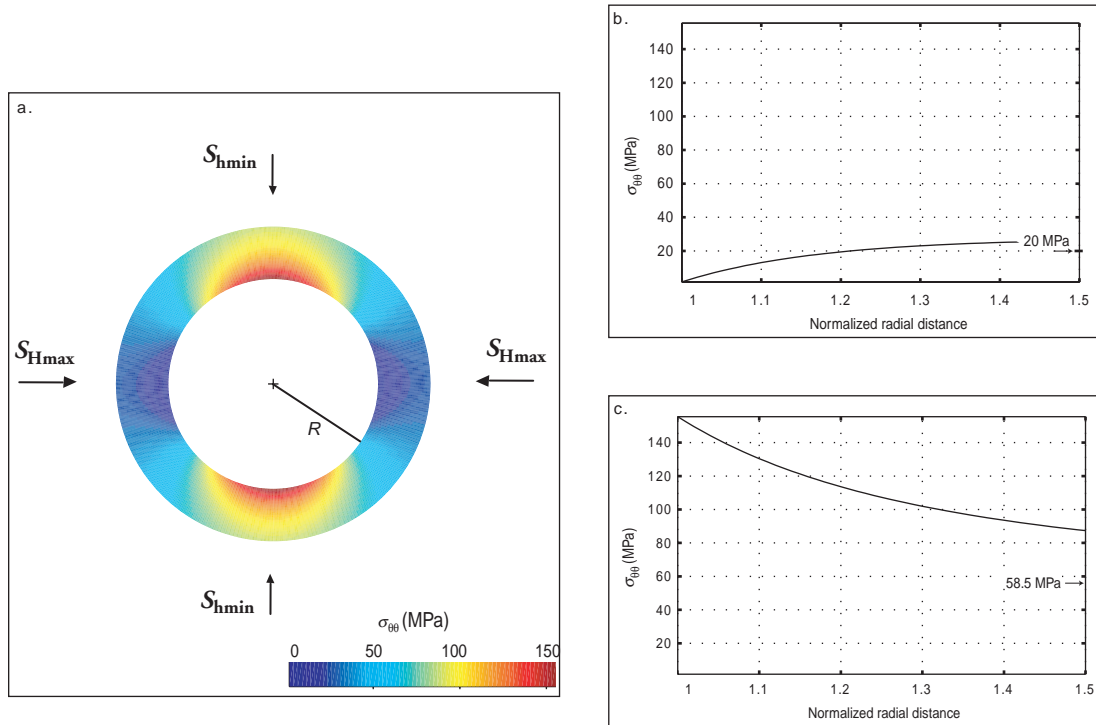 a.
S_hmin
S_Hmax
S_Hmax
R
S_hmin
σ_θθ (MPa)
0 50 100 150
b.
140
120
100
80
60
40
20
σ_θθ (MPa)
20 MPa
1 1.1 1.2 1.3 1.4 1.5
Normalized radial distance
c.
140
120
100
80
60
40
20
σ_θθ (MPa)
58.5 MPa
1 1.1 1.2 1.3 1.4 1.5
Normalized radial distance